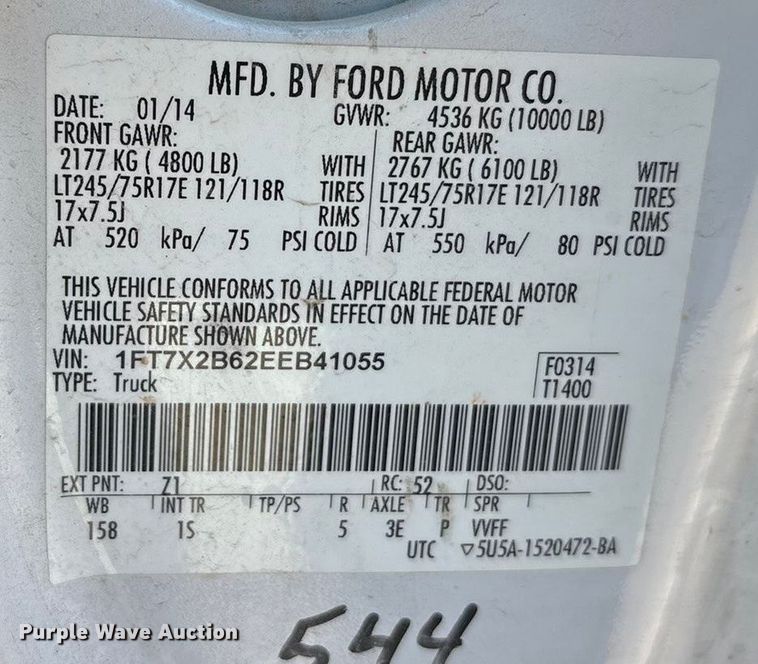 MFD. BY FORD MOTOR CO.
DATE: 01/14 GVWR: 4536 KG (10000 LB)
FRONT GAWR: REAR GAWR:
2177 KG ( 4800 LB) WITH 2767 KG ( 6100 LB) WITH
LT245/75R17E 121/118R TIRES LT245/75R17E 121/118R TIRES
17x7.5J RIMS 17x7.5J RIMS
AT 520 kPa/ 75 PSI COLD AT 550 kPa/ 80 PSI COLD
THIS VEHICLE CONFORMS TO ALL APPLICABLE FEDERAL MOTOR
VEHICLE SAFETY STANDARDS IN EFFECT ON THE DATE OF
MANUFACTURE SHOWN ABOVE.
VIN: 1FT7X2B62EEB41055 F0314
TYPE: Truck T1400
EXT PNT: Z1 RC: 52 DSO:
WB INT TR TP/PS R AXLE TR SPR
158 1S 5 3E P VVFF
UTC ▽5U5A-1520472-BA
544
Purple Wave Auction